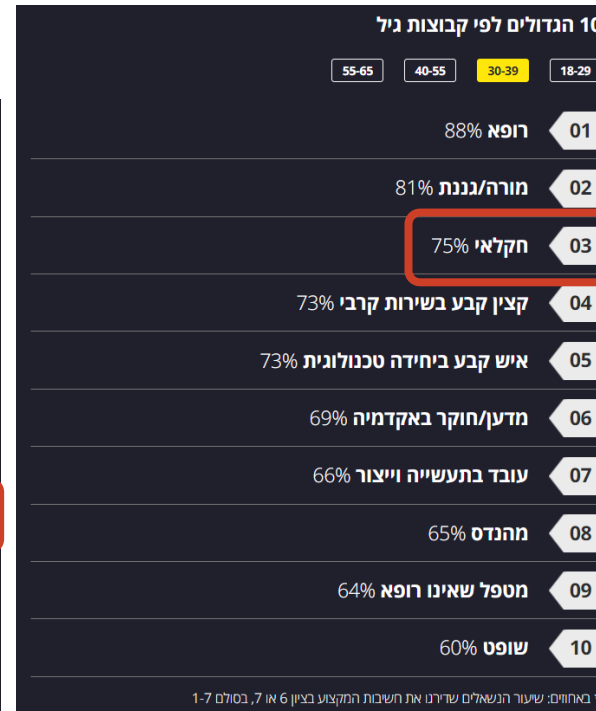 10 הגדולים לפי קבוצות גיל
18-29 30-39 40-55 55-65
01 רופא 88%
02 מורה/גננת 81%
03 חקלאי 75%
04 קצין קבע בשירות קרבי 73%
05 איש קבע ביחידה טכנולוגית 73%
06 מדען/חוקר באקדמיה 69%
07 עובד בתעשייה וייצור 66%
08 מהנדס 65%
09 מטפל שאינו רופא 64%
10 שופט 60%
באחוזים: שיעור הנשאלים שדירגו את חשיבות המקצוע בציון 6 או 7, בסולם 1-7